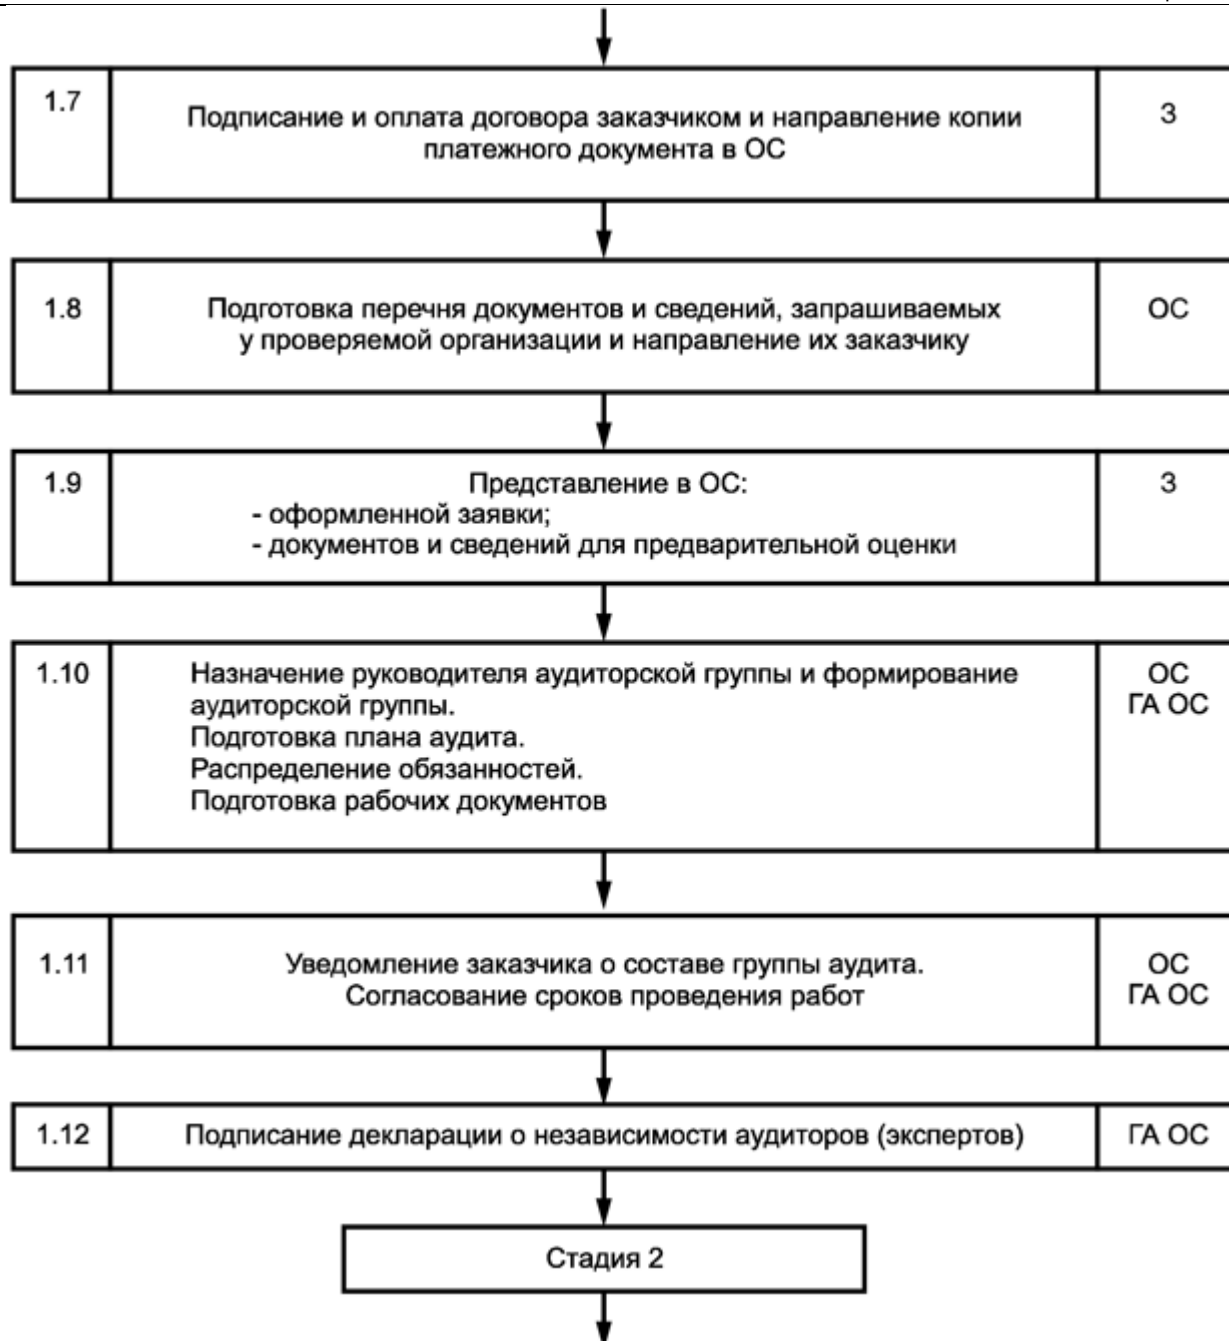 1.7
Подписание и оплата договора заказчиком и направление копии
платежного документа в ОС
З
1.8
Подготовка перечня документов и сведений, запрашиваемых
у проверяемой организации и направление их заказчику
ОС
1.9
Представление в ОС:
- оформленной заявки;
- документов и сведений для предварительной оценки
З
1.10
Назначение руководителя аудиторской группы и формирование
аудиторской группы.
Подготовка плана аудита.
Распределение обязанностей.
Подготовка рабочих документов
ОС
ГА ОС
1.11
Уведомление заказчика о составе группы аудита.
Согласование сроков проведения работ
ОС
ГА ОС
1.12
Подписание декларации о независимости аудиторов (экспертов)
ГА ОС
Стадия 2